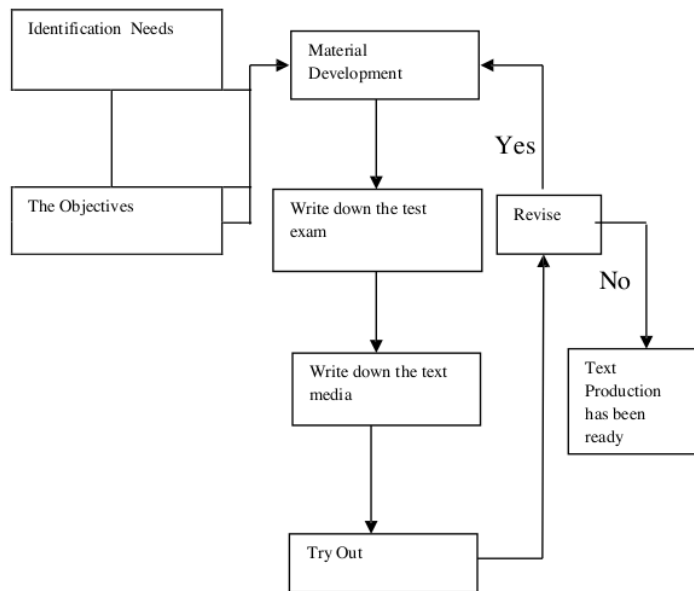 Identification Needs
The Objectives
Material
Development
Write down the test
exam
Write down the text
media
Try Out
Revise
Yes
No
Text
Production
has been
ready